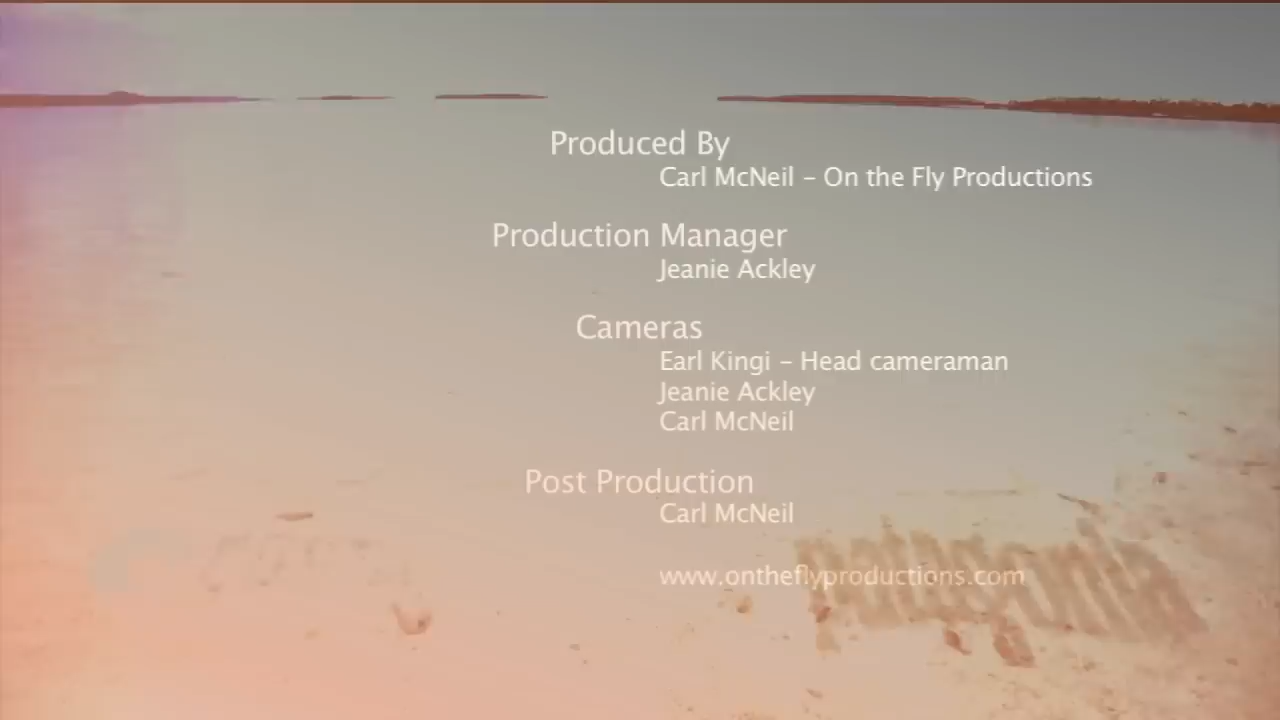 Produced By
Carl McNeil – On the Fly Productions
Production Manager
Jeanie Ackley
Cameras
Earl Kingi – Head cameraman
Jeanie Ackley
Carl McNeil
Post Production
Carl McNeil
www.ontheflyproductions.com
patagonia